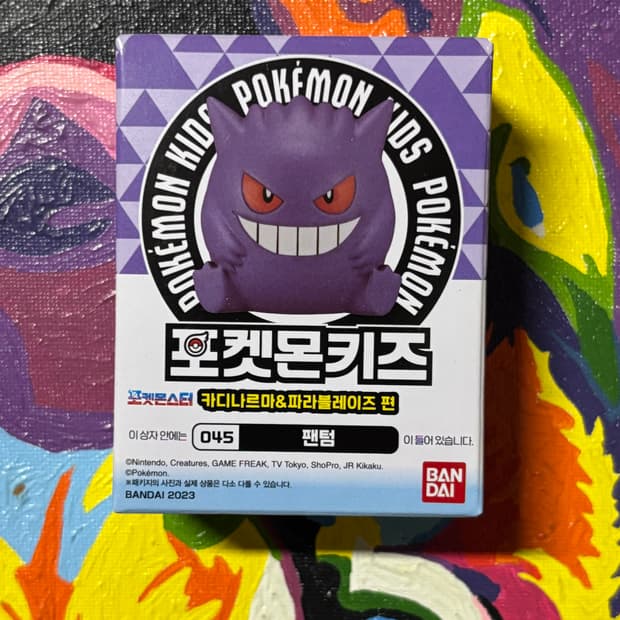 POKÉMON KIDS POKÉMON KIDS POKÉMON
포켓몬키즈
포켓몬스터 카디나르마&파라블레이즈 편
이 상자 안에는 045 팬텀 이 들어 있습니다.
©Nintendo, Creatures, GAME FREAK, TV Tokyo, ShoPro, JR Kikaku.
©Pokémon.
※패키지의 사진과 실제 상품은 다소 다를 수 있습니다.
BANDAI 2023
BAN
DAI